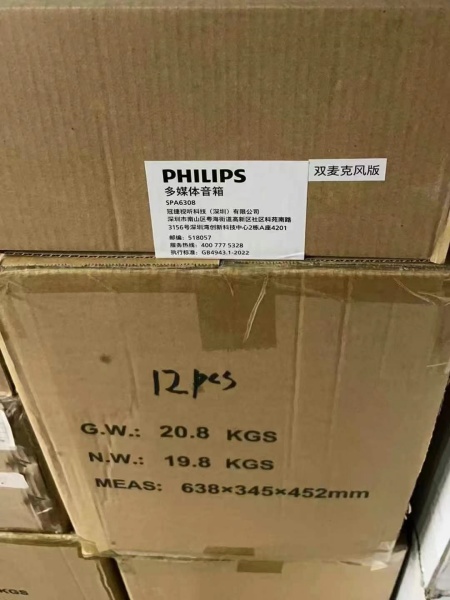 PHILIPS
双麦克风版
多媒体音箱
SPA6308
冠捷视听科技（深圳）有限公司
深圳市南山区粤海街道高新区社区科苑南路
3156号深圳湾创新科技中心2栋A座4201
邮编：518057
服务热线：400 777 5328
执行标准：GB4943.1-2022
12pcs
G.W.: 20.8 KGS
N.W.: 19.8 KGS
MEAS: 638×345×452mm
KGS
KGS